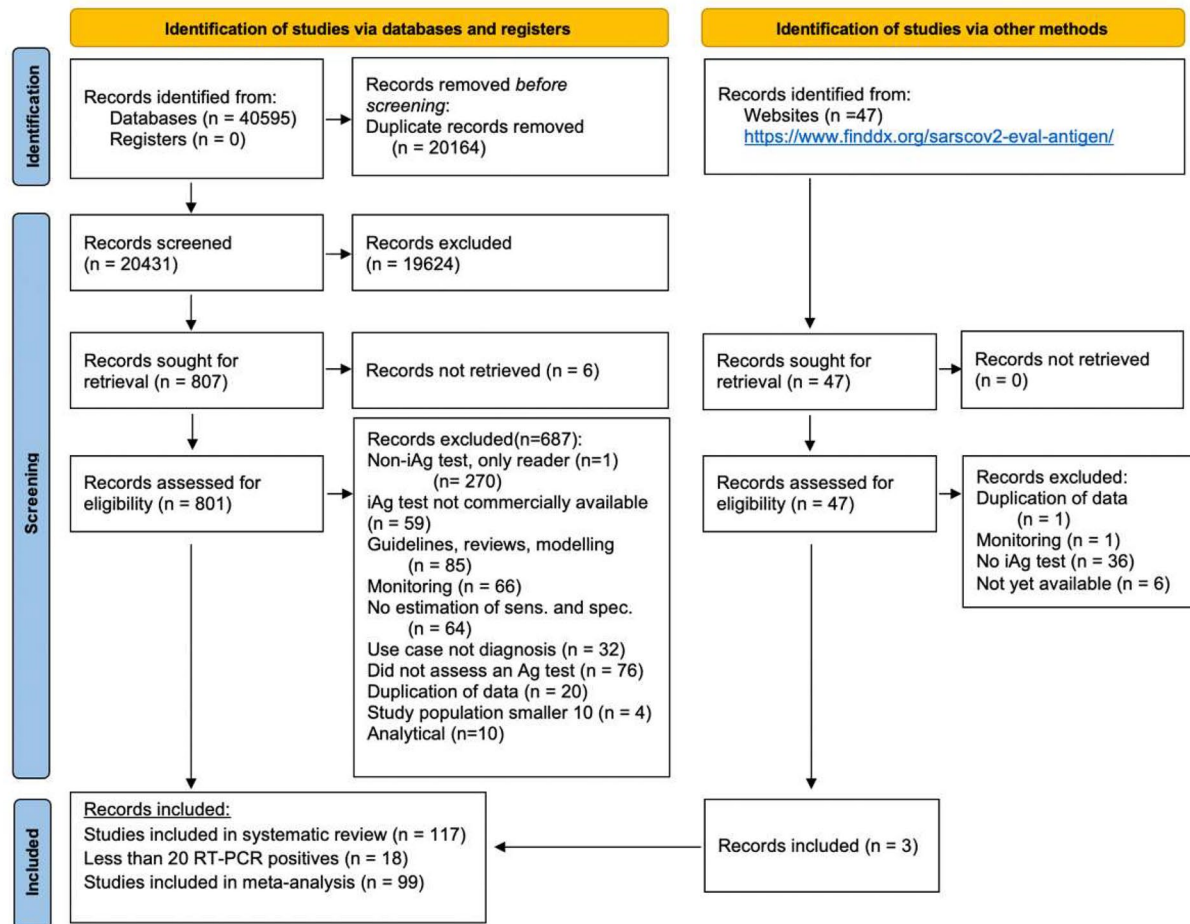 Identification of studies via databases and registers
Identification of studies via other methods
Identification
Records identified from:
Databases (n = 40595)
Registers (n = 0)
Records removed before
screening:
Duplicate records removed
(n = 20164)
Records identified from:
Websites (n =47)
https://www.finddx.org/sarscov2-eval-antigen/
Screening
Records screened
(n = 20431)
Records excluded
(n = 19624)
Records sought for
retrieval (n = 807)
Records not retrieved (n = 6)
Records sought for
retrieval (n = 47)
Records not retrieved
(n = 0)
Records assessed for
eligibility (n = 801)
Records excluded(n=687):
Non-iAg test, only reader (n=1)
(n= 270)
iAg test not commercially available
(n = 59)
Guidelines, reviews, modelling
(n = 85)
Monitoring (n = 66)
No estimation of sens. and spec.
(n = 64)
Use case not diagnosis (n = 32)
Did not assess an Ag test (n = 76)
Duplication of data (n = 20)
Study population smaller 10 (n = 4)
Analytical (n=10)
Records assessed for
eligibility (n = 47)
Records excluded:
Duplication of data
(n = 1)
Monitoring (n = 1)
No iAg test (n = 36)
Not yet available (n = 6)
Included
Records included:
Studies included in systematic review (n = 117)
Less than 20 RT-PCR positives (n = 18)
Studies included in meta-analysis (n = 99)
Records included (n = 3)